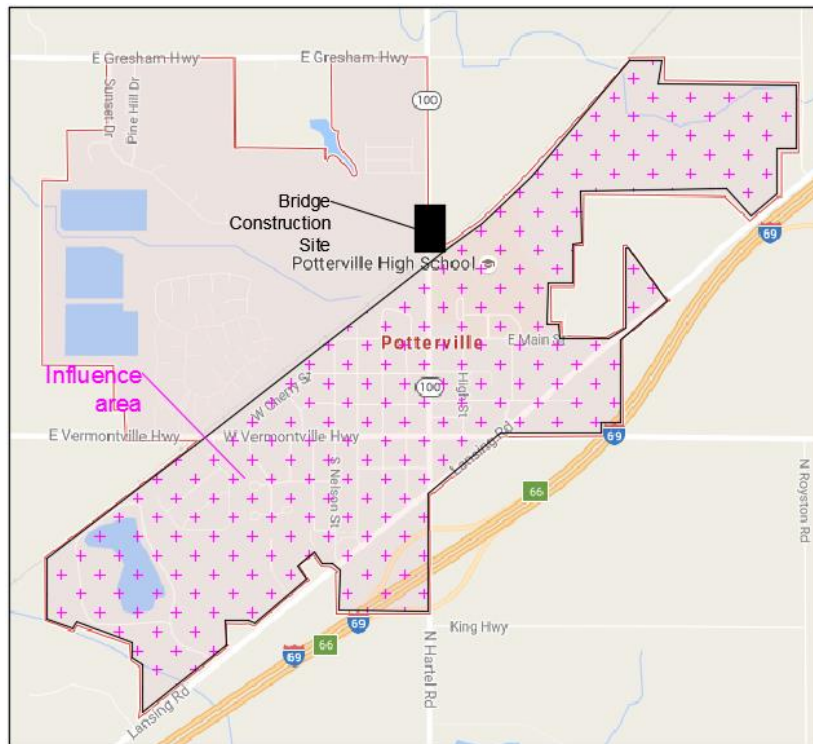 E Gresham Hwy
E Gresham Hwy
Sunset Dr
Pine Hill Dr
100
Bridge
Construction
Site
69
Potterville High School
Potterville
E Main St
Influence
area
W Cherry St
100
High St
E Vermontville Hwy
W Vermontville Hwy
69
Lansing Rd
S Nelson St
66
N Royston Rd
69
King Hwy
66
69
N Hartel Rd
Lansing Rd